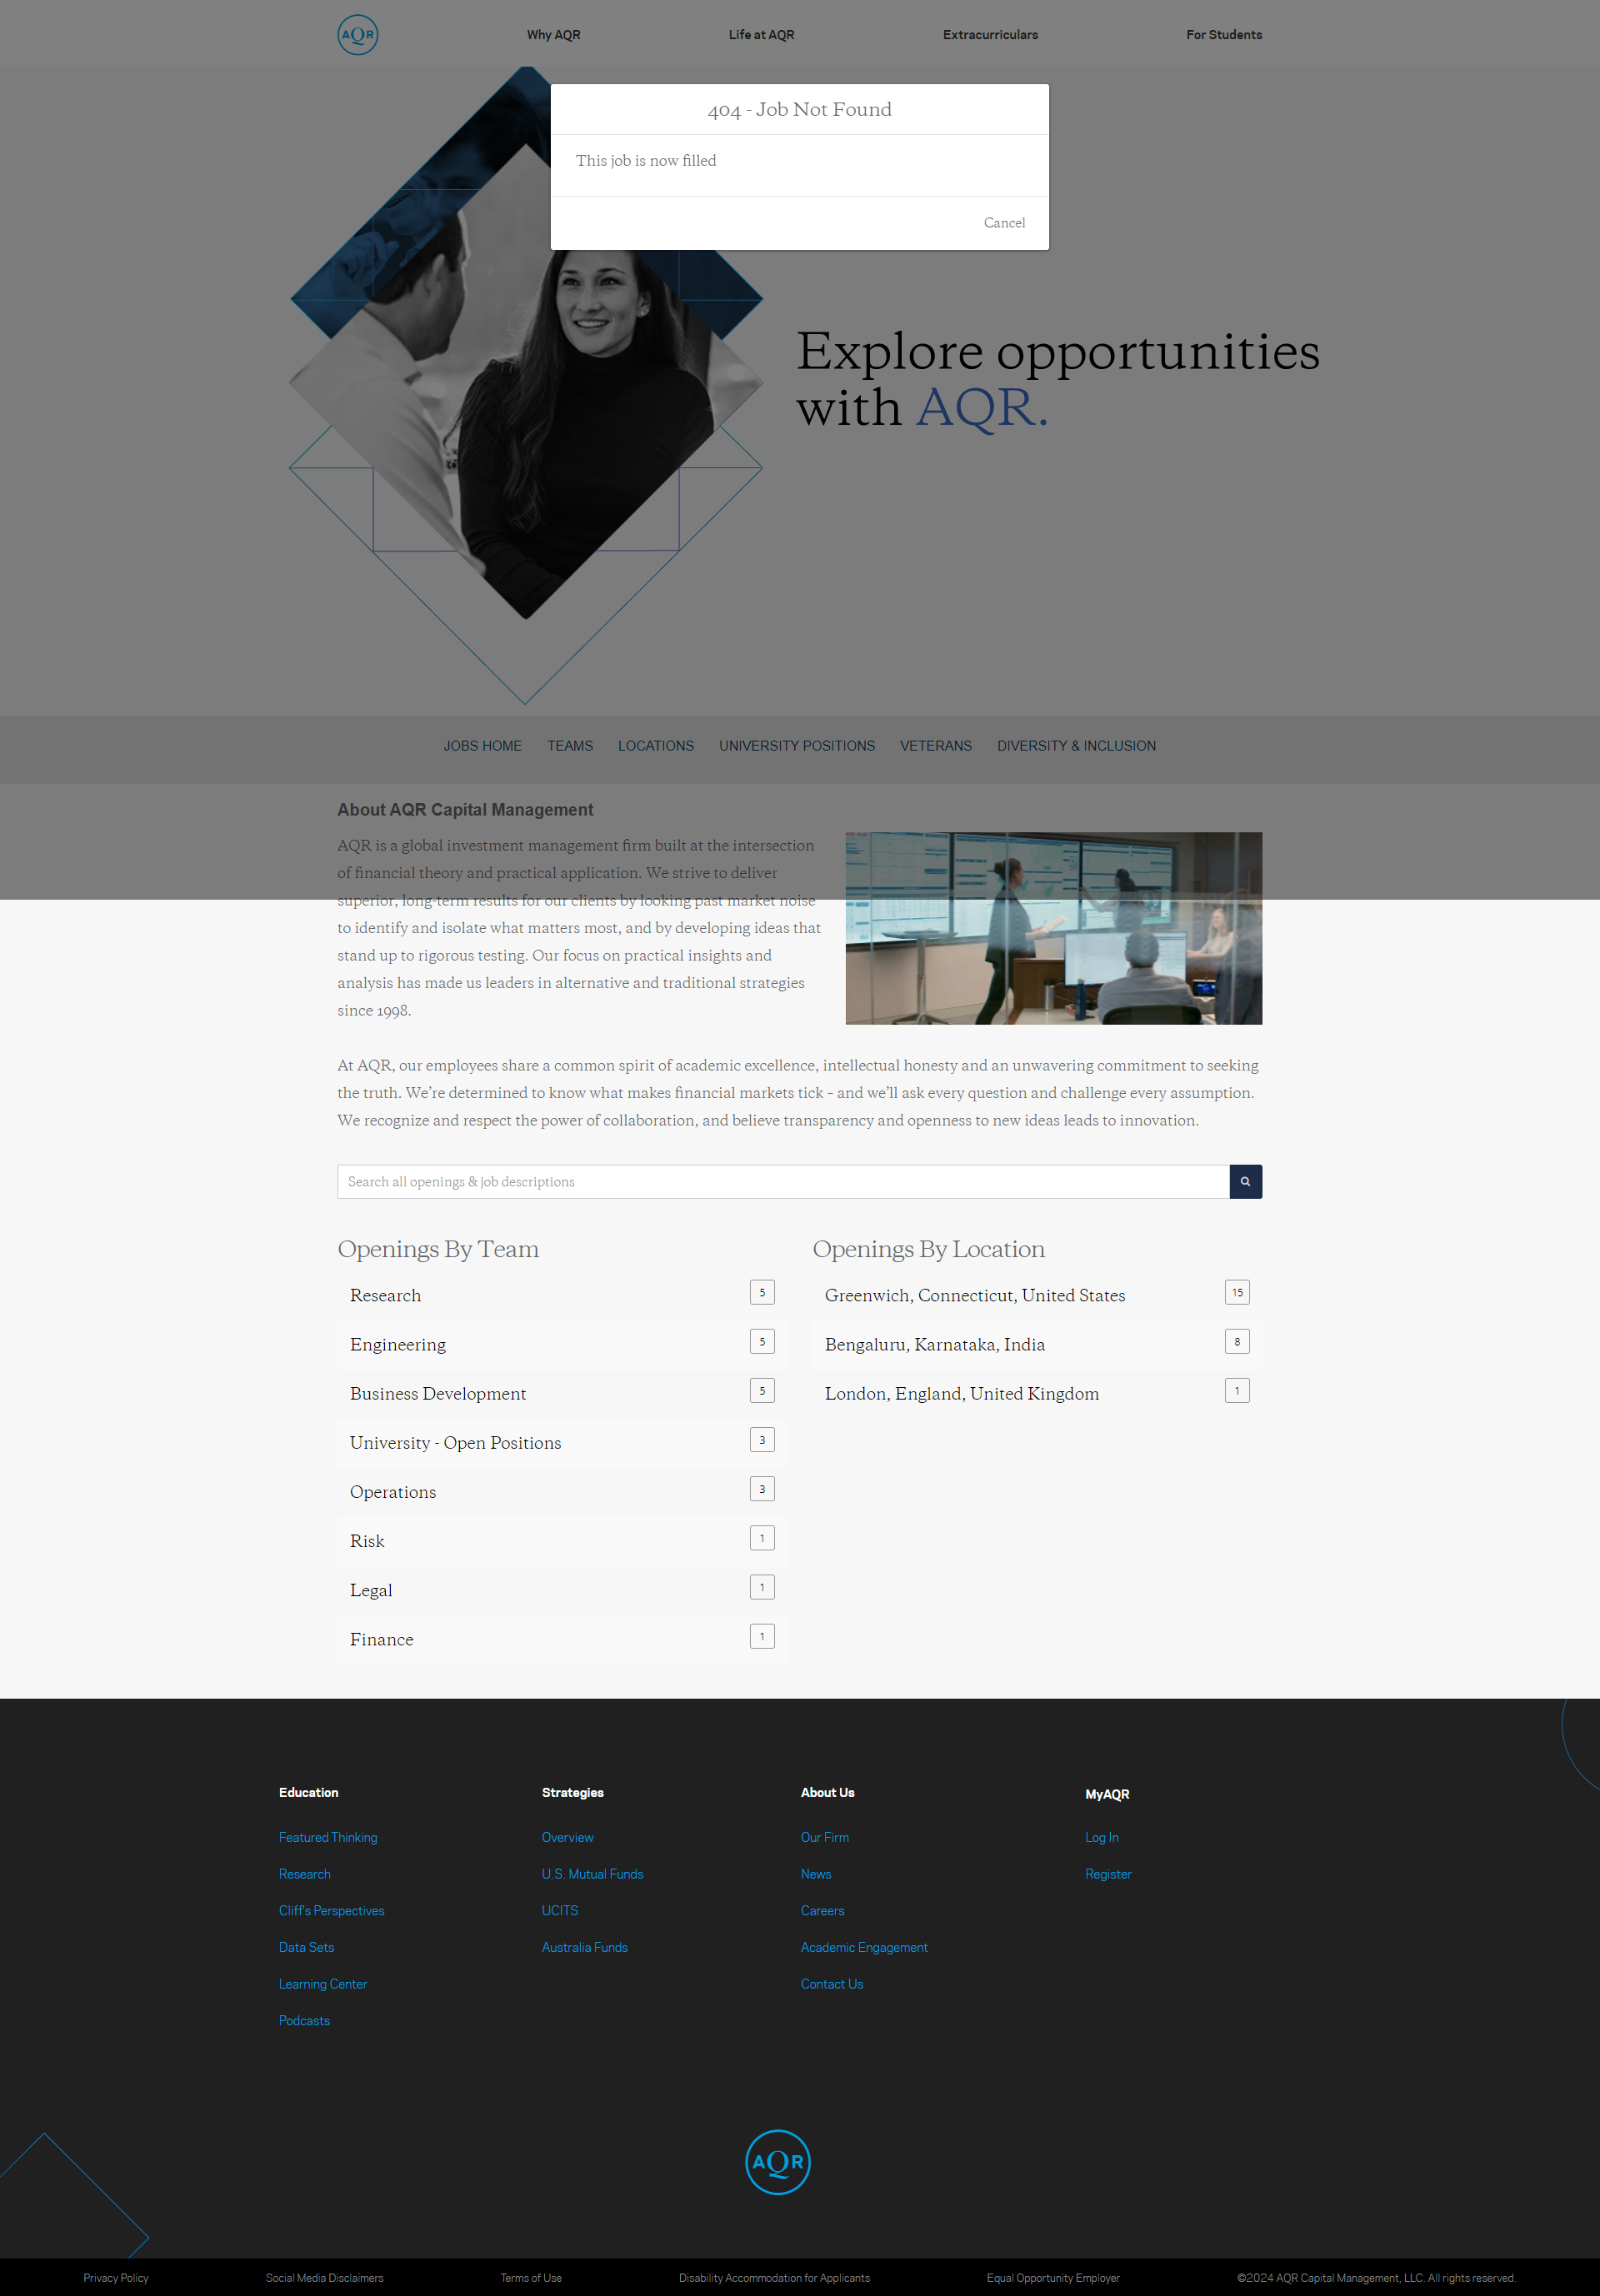 AQR
Why AQR
Life at AQR
Extracurriculars
For Students
404 - Job Not Found
This job is now filled
Cancel
Explore opportunities
with AQR.
JOBS HOME
TEAMS
LOCATIONS
UNIVERSITY POSITIONS
VETERANS
DIVERSITY & INCLUSION
About AQR Capital Management
AQR is a global investment management firm built at the intersection
of financial theory and practical application. We strive to deliver
superior, long-term results for our clients by looking past market noise
to identify and isolate what matters most, and by developing ideas that
stand up to rigorous testing. Our focus on practical insights and
analysis has made us leaders in alternative and traditional strategies
since 1998.
At AQR, our employees share a common spirit of academic excellence, intellectual honesty and an unwavering commitment to seeking
the truth. We’re determined to know what makes financial markets tick – and we’ll ask every question and challenge every assumption.
We recognize and respect the power of collaboration, and believe transparency and openness to new ideas leads to innovation.
Search all openings & job descriptions
Openings By Team
Research 5
Engineering 5
Business Development 5
University - Open Positions 3
Operations 3
Risk 1
Legal 1
Finance 1
Openings By Location
Greenwich, Connecticut, United States 15
Bengaluru, Karnataka, India 8
London, England, United Kingdom 1
Education
Featured Thinking
Research
Cliff's Perspectives
Data Sets
Learning Center
Podcasts
Strategies
Overview
U.S. Mutual Funds
UCITS
Australia Funds
About Us
Our Firm
News
Careers
Academic Engagement
Contact Us
MyAQR
Log In
Register
AQR
Privacy Policy
Social Media Disclaimers
Terms of Use
Disability Accommodation for Applicants
Equal Opportunity Employer
©2024 AQR Capital Management, LLC. All rights reserved.